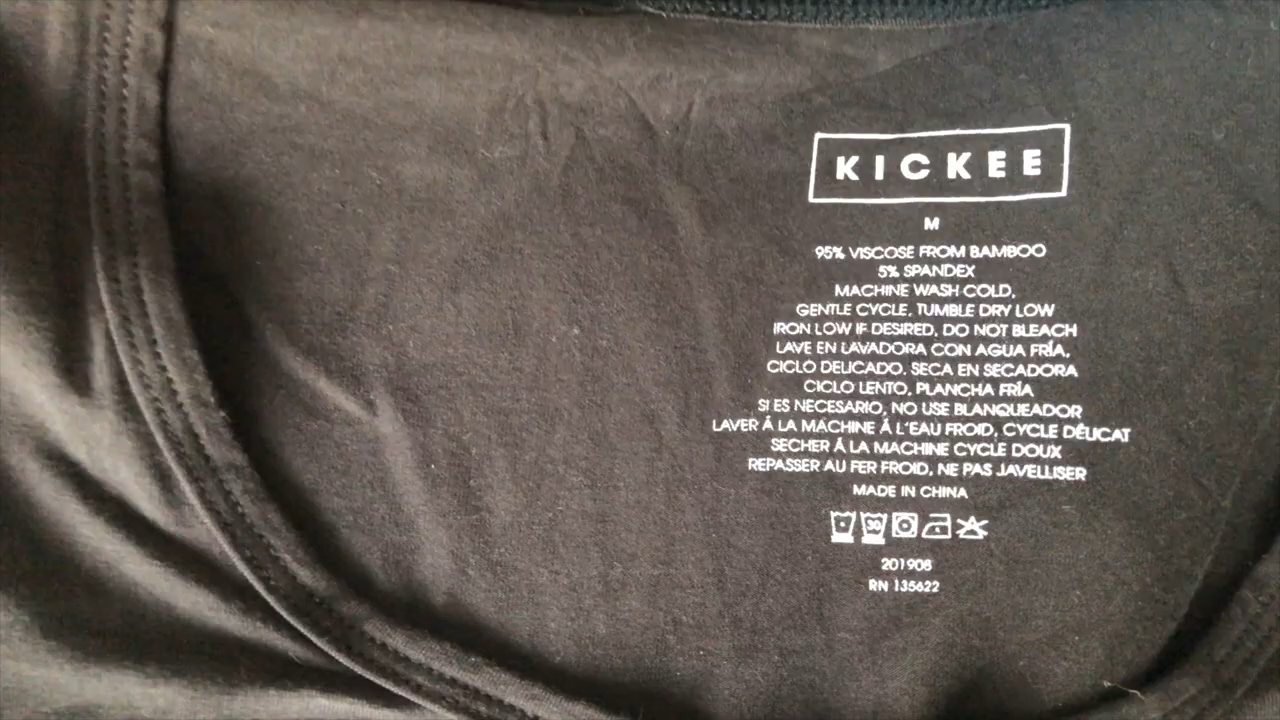 KICKEE
M
95% VISCOSE FROM BAMBOO
5% SPANDEX
MACHINE WASH COLD,
GENTLE CYCLE, TUMBLE DRY LOW
IRON LOW IF DESIRED, DO NOT BLEACH
LAVE EN LAVADORA CON AGUA FRÍA,
CICLO DELICADO. SECA EN SECADORA
CICLO LENTO, PLANCHA FRÍA
SI ES NECESARIO, NO USE BLANQUEADOR
LAVER Á LA MACHINE Á L'EAU FROID, CYCLE DÉLICAT
SECHER Á LA MACHINE CYCLE DOUX
REPASSER AU FER FROID, NE PAS JAVELLISER
MADE IN CHINA
30
201908
RN 135622